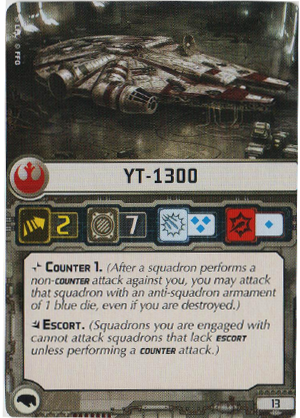 © FFG
YT-1300
2
7
COUNTER 1. (After a squadron performs a
non-COUNTER attack against you, you may attack
that squadron with an anti-squadron armament
of 1 blue die, even if you are destroyed.)
ESCORT. (Squadrons you are engaged with
cannot attack squadrons that lack ESCORT
unless performing a COUNTER attack.)
13